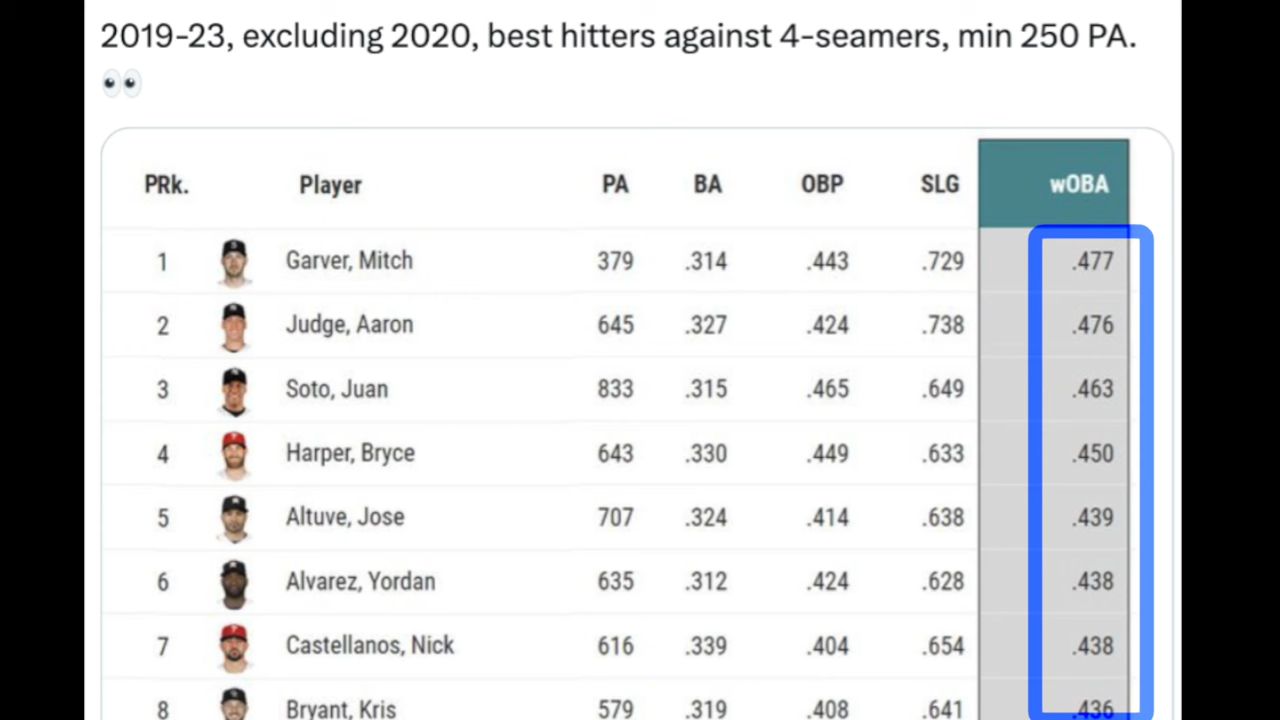 2019-23, excluding 2020, best hitters against 4-seamers, min 250 PA.
PRk. Player PA BA OBP SLG wOBA
1 Garver, Mitch 379 .314 .443 .729 .477
2 Judge, Aaron 645 .327 .424 .738 .476
3 Soto, Juan 833 .315 .465 .649 .463
4 Harper, Bryce 643 .330 .449 .633 .450
5 Altuve, Jose 707 .324 .414 .638 .439
6 Alvarez, Yordan 635 .312 .424 .628 .438
7 Castellanos, Nick 616 .339 .404 .654 .438
8 Bryant, Kris 579 .319 .408 .641 .436